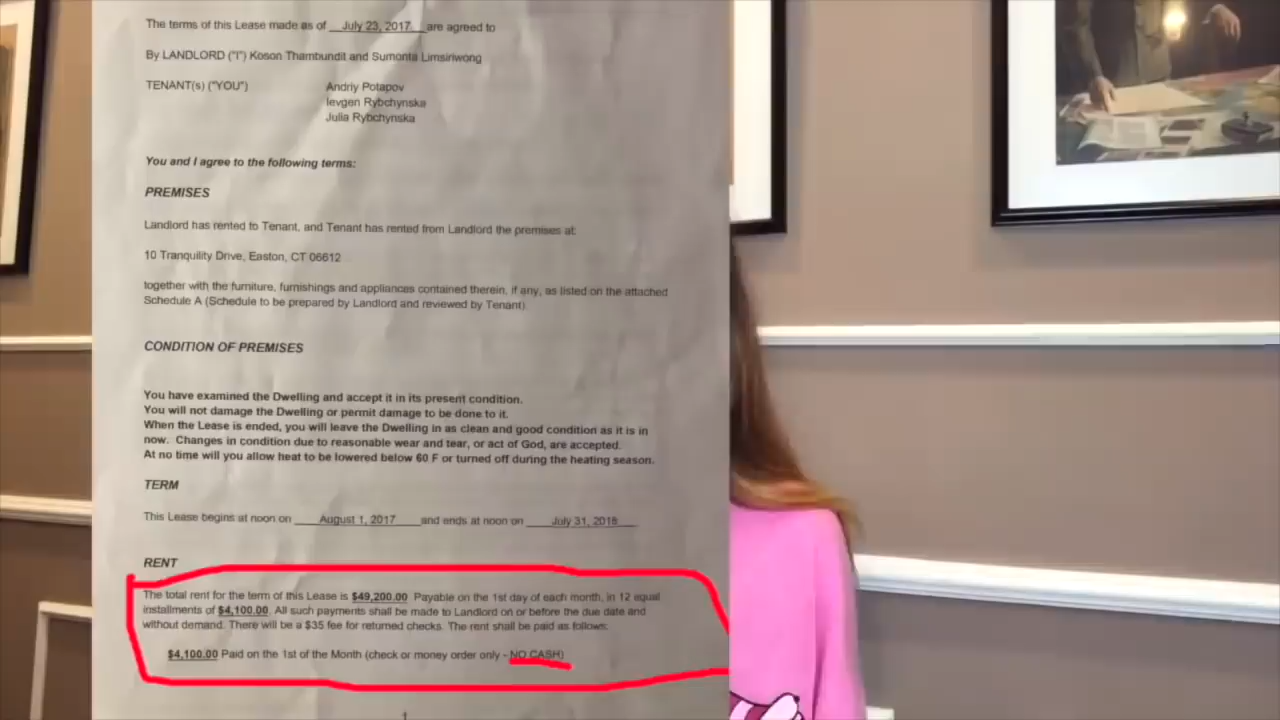 The terms of this Lease made as of July 23, 2017 are agreed to
By LANDLORD ("I") Koson Thambundit and Sumonta Limsiriwong
TENANT(s) ("YOU") Andriy Potapov
Ievgen Rybchynska
Julia Rybchynska
You and I agree to the following terms:
PREMISES
Landlord has rented to Tenant, and Tenant has rented from Landlord the premises at:
10 Tranquility Drive, Easton, CT 06612
together with the furniture, furnishings and appliances contained therein, if any, as listed on the attached
Schedule A (Schedule to be prepared by Landlord and reviewed by Tenant).
CONDITION OF PREMISES
You have examined the Dwelling and accept it in its present condition.
You will not damage the Dwelling or permit damage to be done to it.
When the Lease is ended, you will leave the Dwelling in as clean and good condition as it is in
now. Changes in condition due to reasonable wear and tear, or act of God, are accepted.
At no time will you allow heat to be lowered below 60 F or turned off during the heating season.
TERM
This Lease begins at noon on August 1, 2017 and ends at noon on July 31, 2018
RENT
The total rent for the term of this Lease is $49,200.00 Payable on the 1st day of each month, in 12 equal
installments of $4,100.00. All such payments shall be made to Landlord on or before the due date and
without demand. There will be a $35 fee for returned checks. The rent shall be paid as follows:
$4,100.00 Paid on the 1st of the Month (check or money order only - NO CASH)
1